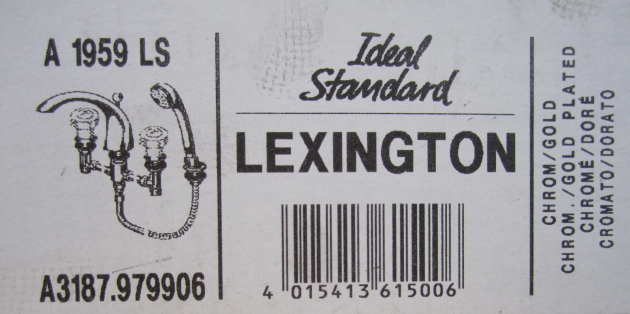 A 1959 LS
A3187.979906
Ideal
Standard
LEXINGTON
4 015413 615006
CHROM/GOLD
CHROM./GOLD PLATED
CHROMÉ/DORÉ
CROMATO/DORATO